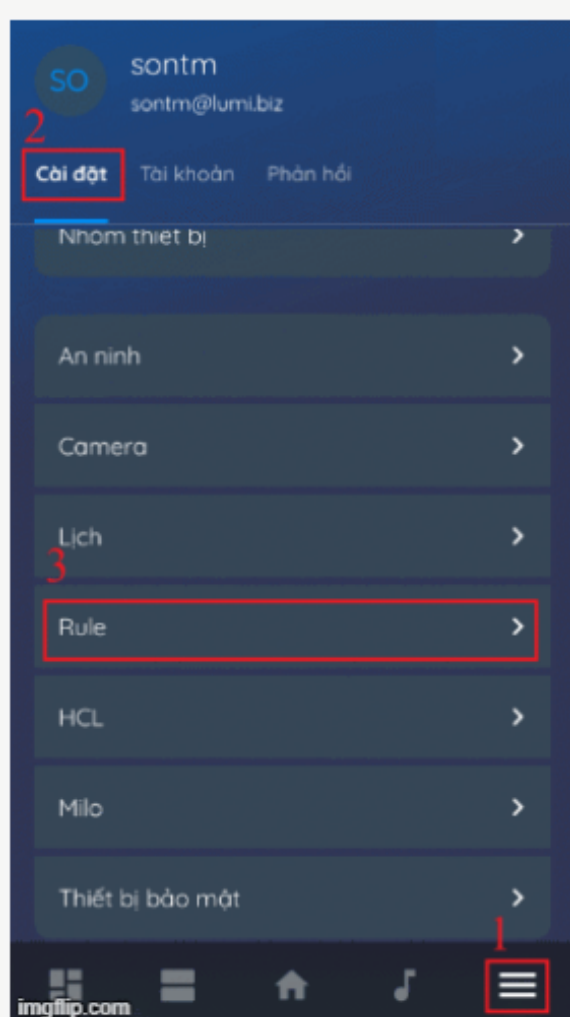 SO
sontm
sontm@lumi.biz
2
Cài đặt Tài khoản Phản hồi
Nhóm thiết bị
An ninh
Camera
Lịch
3
Rule
HCL
Milo
Thiết bị bảo mật
1
imgflip.com